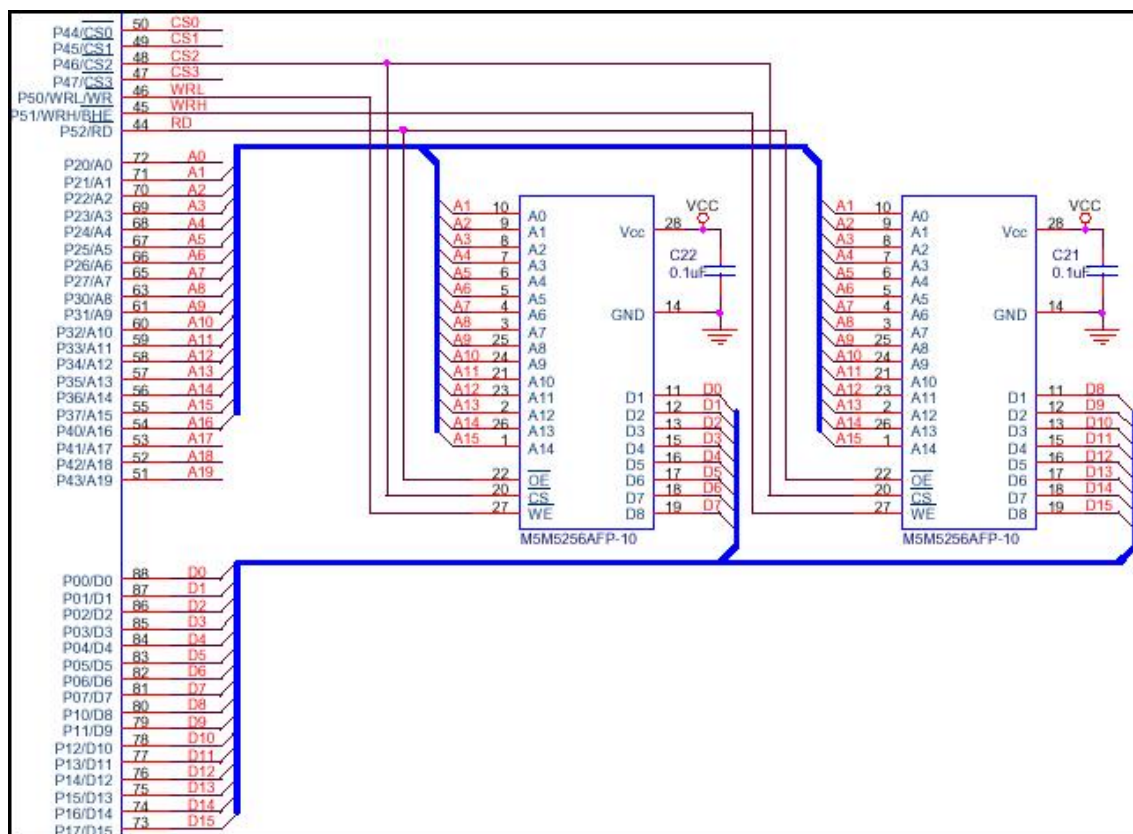 P44/CS0 50 CS0
P45/CS1 49 CS1
P46/CS2 48 CS2
P47/CS3 47 CS3
P50/WRL/WR 46 WRL
P51/WRH/BHE 45 WRH
P52/RD 44 RD
P20/A0 72 A0
P21/A1 71 A1
P22/A2 70 A2
P23/A3 69 A3
P24/A4 68 A4
P25/A5 67 A5
P26/A6 66 A6
P27/A7 65 A7
P30/A8 63 A8
P31/A9 61 A9
P32/A10 60 A10
P33/A11 59 A11
P34/A12 58 A12
P35/A13 57 A13
P36/A14 56 A14
P37/A15 55 A15
P40/A16 54 A16
P41/A17 53 A17
P42/A18 52 A18
P43/A19 51 A19
A1 10 A0
A2 9 A1
A3 8 A2
A4 7 A3
A5 6 A4
A6 5 A5
A7 4 A6
A8 3 A7
A9 25 A8
A10 24 A9
A11 21 A10
A12 23 A11
A13 2 A12
A14 26 A13
A15 1 A14
22 OE
20 CS
27 WE
Vcc 28 VCC
C22
0.1uF
GND 14
D1 11 D0
D2 12 D1
D3 13 D2
D4 15 D3
D5 16 D4
D6 17 D5
D7 18 D6
D8 19 D7
M5M5256AFP-10
A1 10 A0
A2 9 A1
A3 8 A2
A4 7 A3
A5 6 A4
A6 5 A5
A7 4 A6
A8 3 A7
A9 25 A8
A10 24 A9
A11 21 A10
A12 23 A11
A13 2 A12
A14 26 A13
A15 1 A14
22 OE
20 CS
27 WE
Vcc 28 VCC
C21
0.1uF
GND 14
D1 11 D8
D2 12 D9
D3 13 D10
D4 15 D11
D5 16 D12
D6 17 D13
D7 18 D14
D8 19 D15
M5M5256AFP-10
P00/D0 88 D0
P01/D1 87 D1
P02/D2 86 D2
P03/D3 85 D3
P04/D4 84 D4
P05/D5 83 D5
P06/D6 82 D6
P07/D7 81 D7
P10/D8 80 D8
P11/D9 79 D9
P12/D10 78 D10
P13/D11 77 D11
P14/D12 76 D12
P15/D13 75 D13
P16/D14 74 D14
P17/D15 73 D15